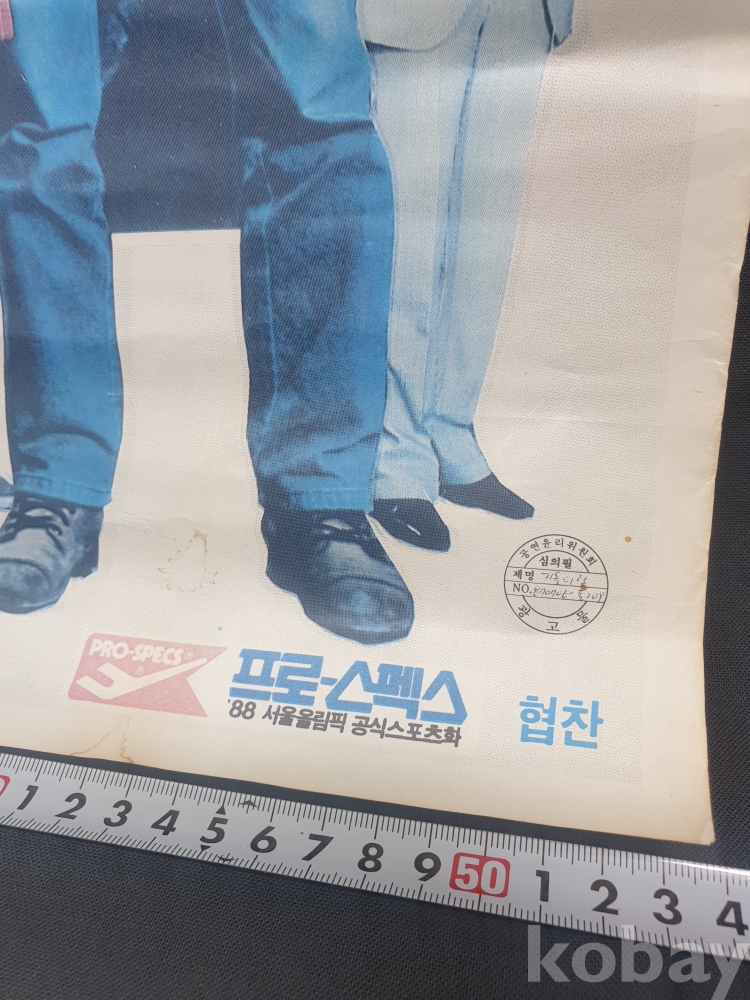 공연윤리위원회
심의필
제명
NO.
광고
PRO-SPECS
프로-스펙스
'88 서울올림픽 공식스포츠화
협찬
1 2 3 4 5 6 7 8 9 50 1 2 3 4
kobay